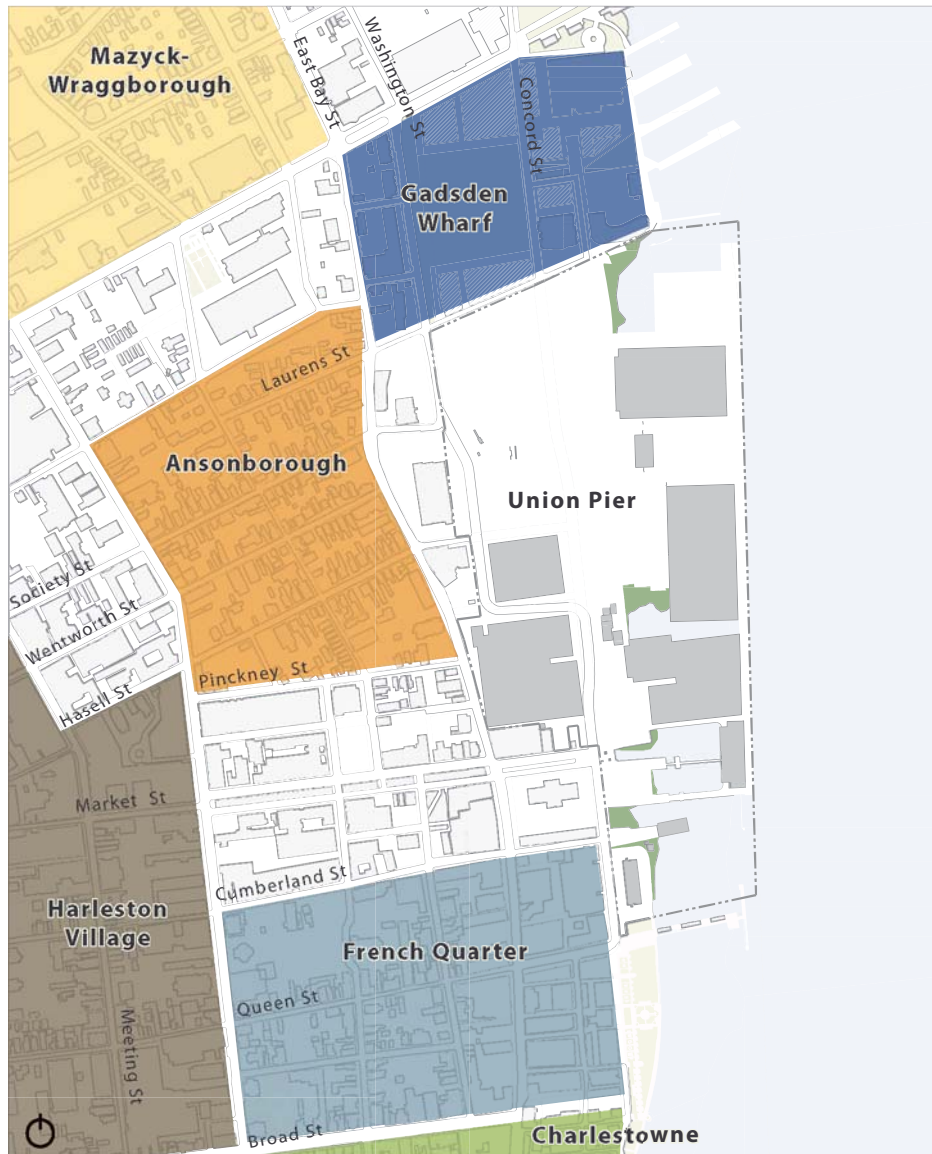 Mazyck-
Wraggborough
East Bay St
Washington St
Concord St
Gadsden
Wharf
Laurens St
Ansonborough
Union Pier
Society St
Wentworth St
Hasell St
Pinckney St
Market St
Cumberland St
Harleston
Village
French Quarter
Queen St
Meeting St
Broad St
Charlestowne